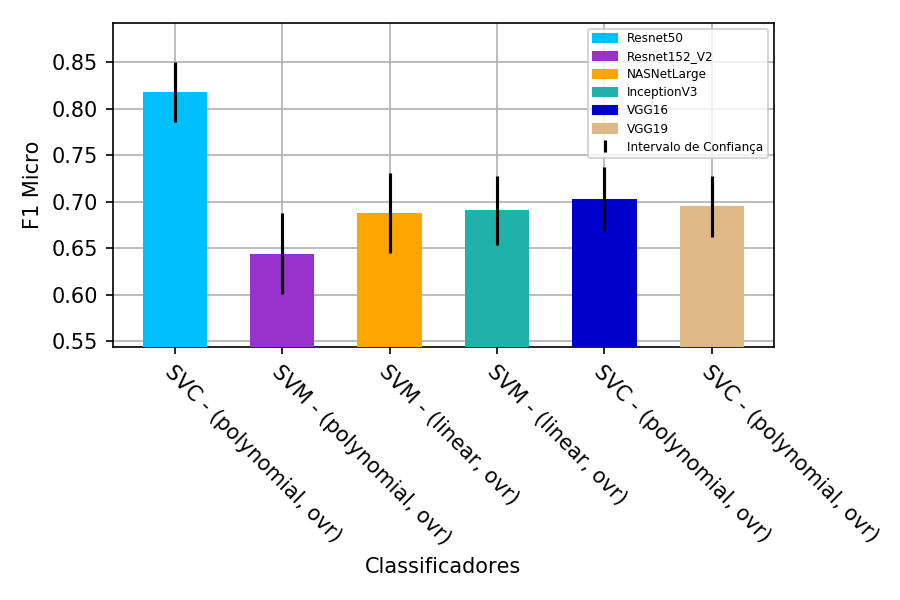 F1 Micro
0.85
0.80
0.75
0.70
0.65
0.60
0.55
Resnet50
Resnet152_V2
NASNetLarge
InceptionV3
VGG16
VGG19
Intervalo de Confiança
SVC - (polynomial, ovr)
SVM - (polynomial, ovr)
SVM - (linear, ovr)
SVM - (linear, ovr)
SVC - (polynomial, ovr)
SVC - (polynomial, ovr)
Classificadores